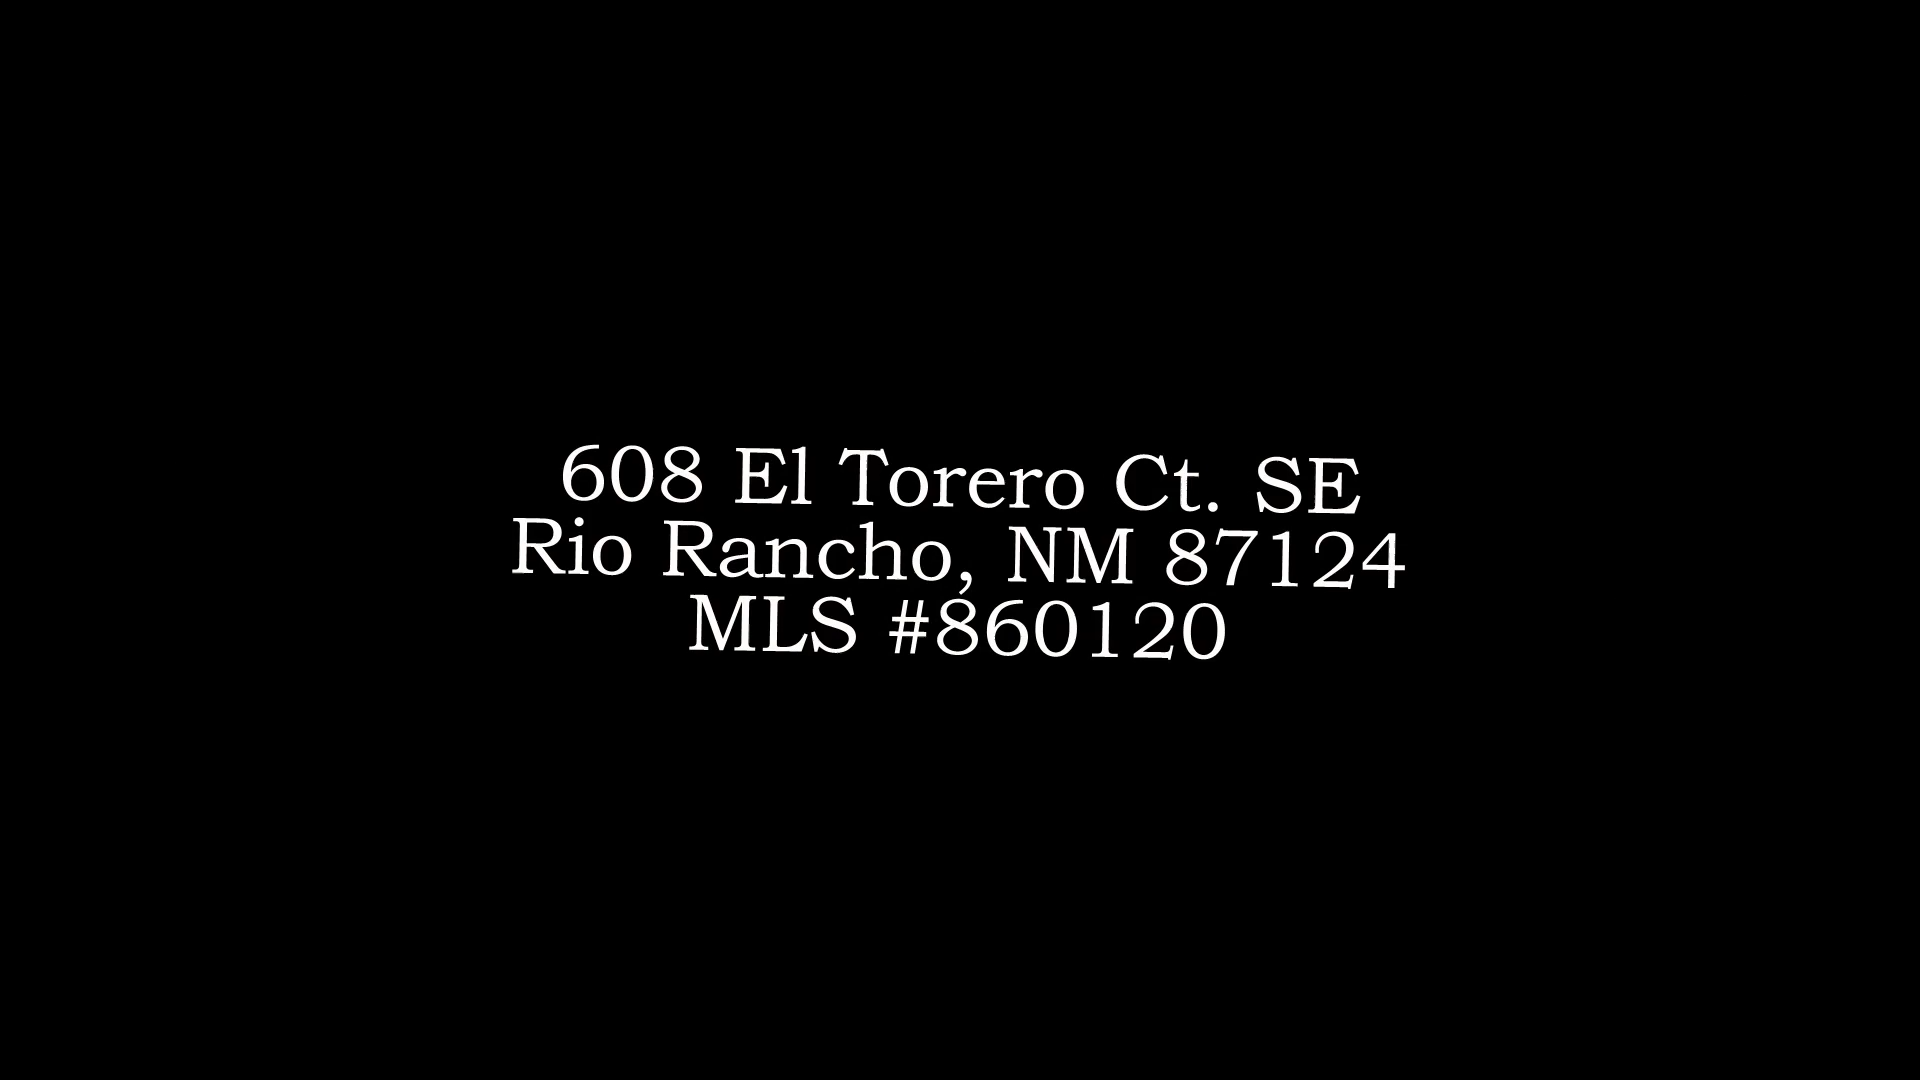 608 El Torero Ct. SE
Rio Rancho, NM 87124
MLS #860120